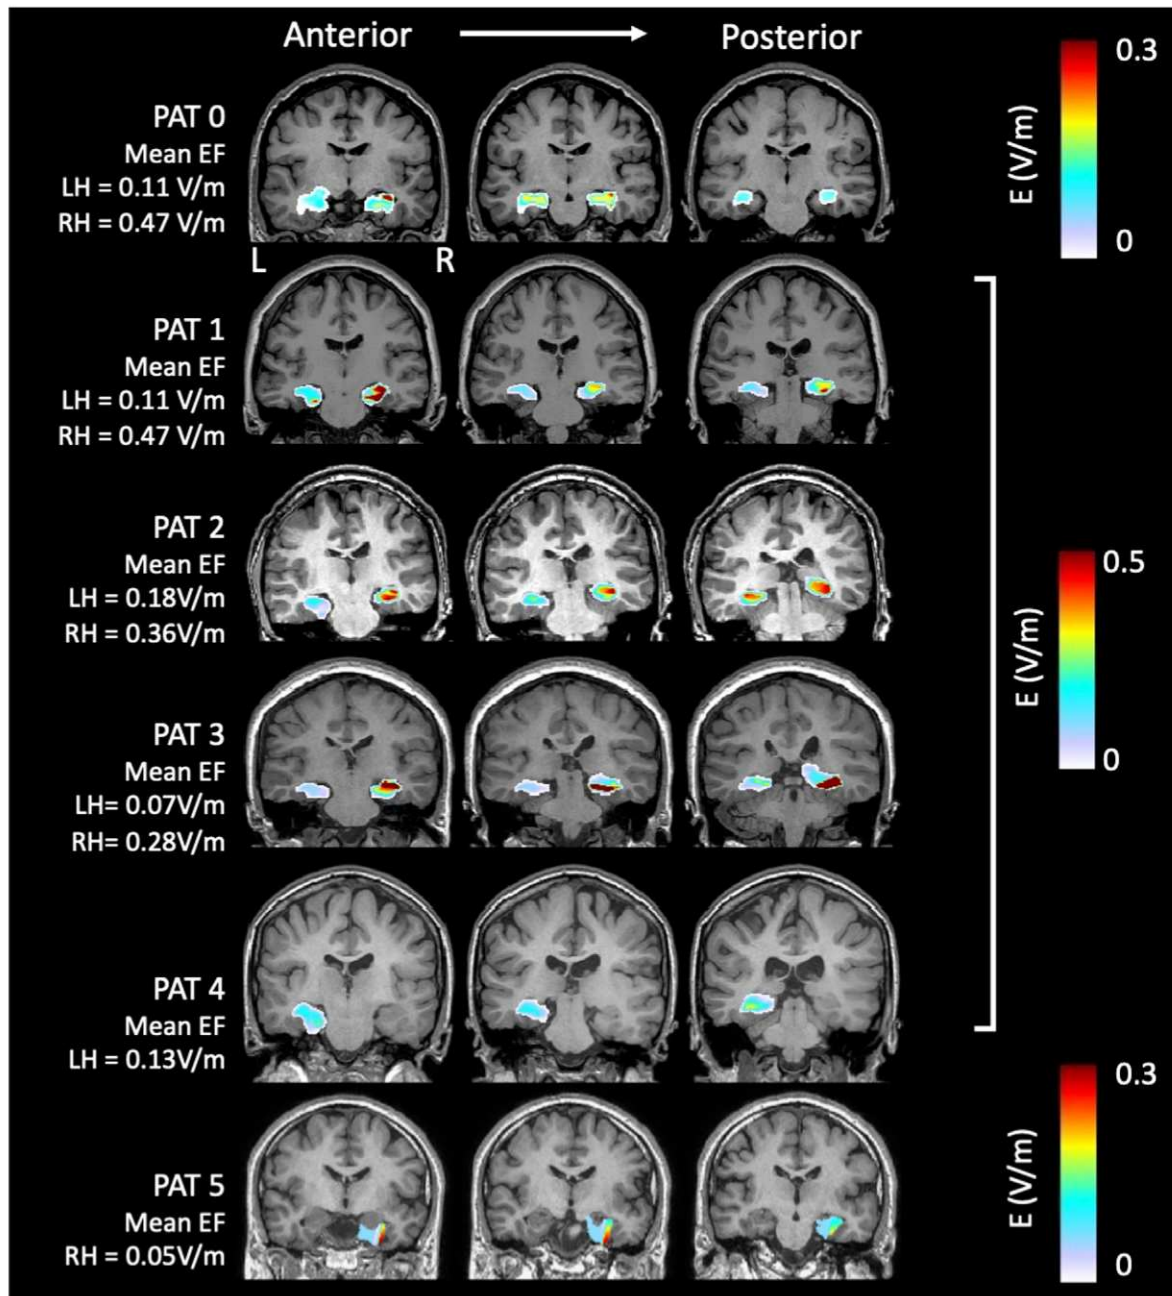 Anterior
Posterior
PAT 0
Mean EF
LH = 0.11 V/m
RH = 0.47 V/m
0.3
E (V/m)
0
L
R
PAT 1
Mean EF
LH = 0.11 V/m
RH = 0.47 V/m
PAT 2
Mean EF
LH = 0.18V/m
RH = 0.36V/m
0.5
E (V/m)
0
PAT 3
Mean EF
LH= 0.07V/m
RH= 0.28V/m
PAT 4
Mean EF
LH = 0.13V/m
0.3
E (V/m)
0
PAT 5
Mean EF
RH = 0.05V/m